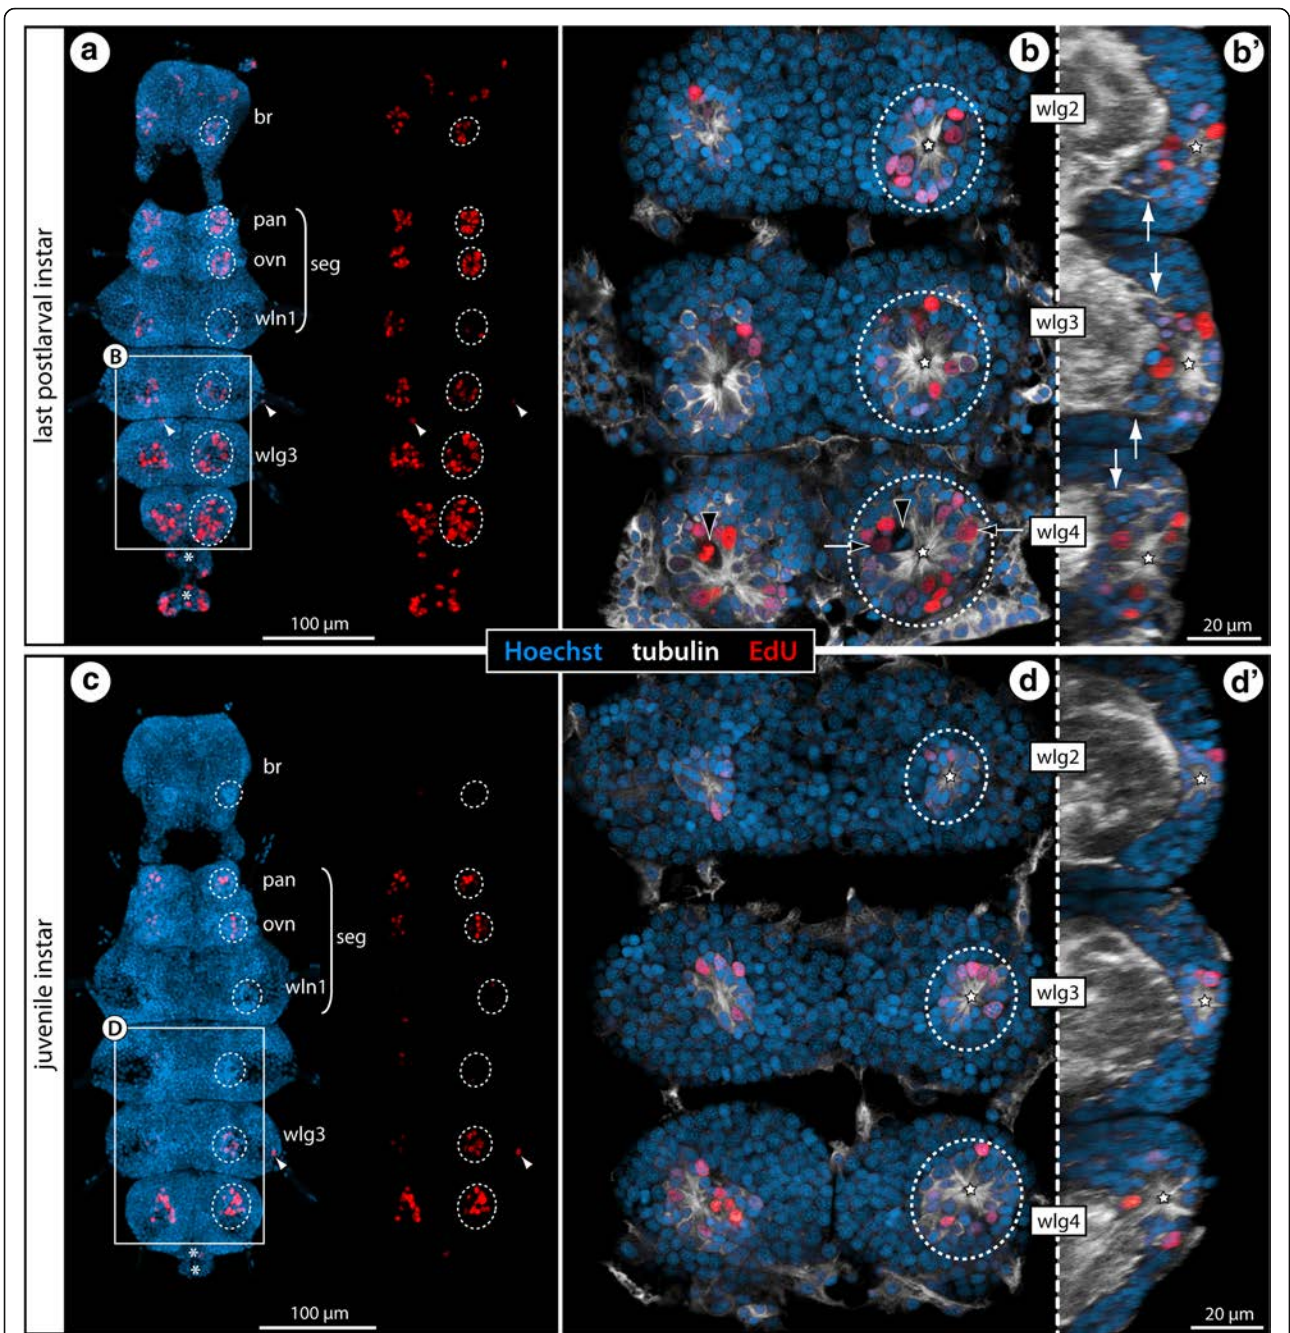 last postlarval instar
a
br
pan
ovn
seg
wln1
B
wlg3
*
*
100 µm
b
b’
wlg2
wlg3
wlg4
20 µm
Hoechst tubulin EdU
juvenile instar
c
br
pan
ovn
seg
wln1
D
wlg3
*
*
100 µm
d
d’
wlg2
wlg3
wlg4
20 µm